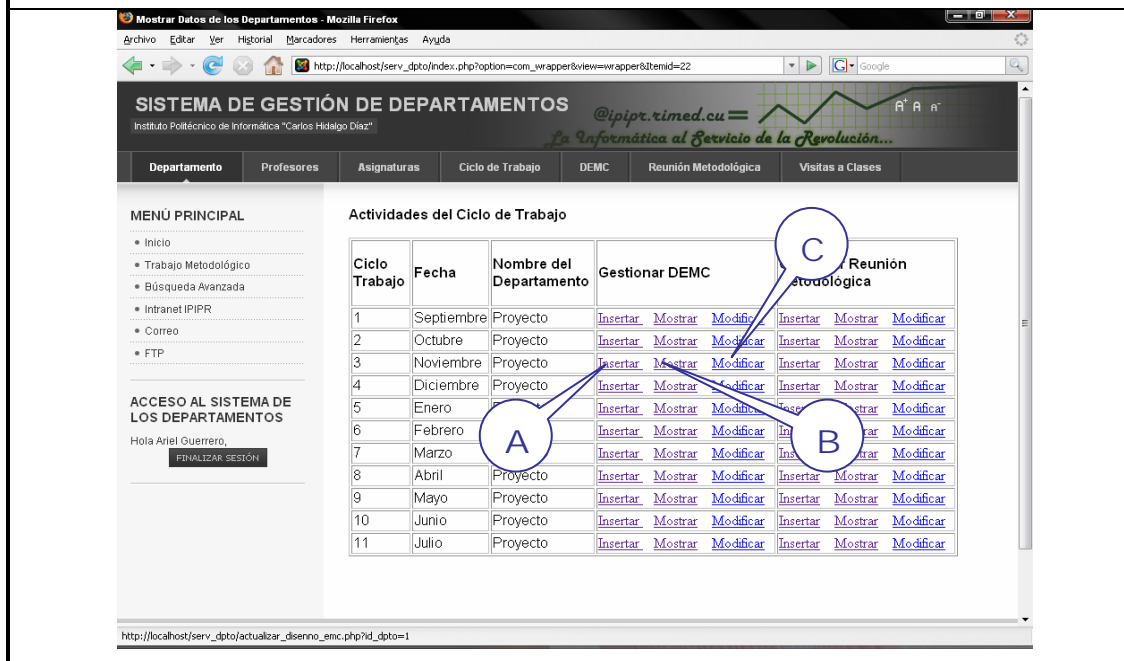 Mostrar Datos de los Departamentos - Mozilla Firefox
Archivo Editar Ver Historial Marcadores Herramientas Ayuda
http://localhost/serv_dpto/index.php?option=com_wrapper&view=wrapper&Itemid=22 G Google
SISTEMA DE GESTIÓN DE DEPARTAMENTOS
Instituto Politécnico de Informática "Carlos Hidalgo Díaz"
@ipipr.rimed.cu
La Informática al Servicio de la Revolución...
A+ A A-
Departamento Profesores Asignaturas Ciclo de Trabajo DEMC Reunión Metodológica Visitas a Clases
MENÚ PRINCIPAL
Inicio
Trabajo Metodológico
Búsqueda Avanzada
Intranet IPIPR
Correo
FTP
ACCESO AL SISTEMA DE
LOS DEPARTAMENTOS
Hola Ariel Guerrero,
FINALIZAR SESIÓN
Actividades del Ciclo de Trabajo
Ciclo Trabajo Fecha Nombre del Departamento Gestionar DEMC Reunión
1 Septiembre Proyecto Insertar Mostrar Modificar Insertar Mostrar Modificar
2 Octubre Proyecto Insertar Mostrar Modificar Insertar Mostrar Modificar
3 Noviembre Proyecto Insertar Mostrar Modificar Insertar Mostrar Modificar
4 Diciembre Proyecto Insertar Mostrar Modificar Insertar Mostrar Modificar
5 Enero Insertar Mostrar Modificar Mostrar Modificar
6 Febrero Insertar Mostrar Modificar Modificar
7 Marzo Insertar Mostrar Modificar Modificar
8 Abril Proyecto Insertar Mostrar Modificar Insertar Mostrar Modificar
9 Mayo Proyecto Insertar Mostrar Modificar Insertar Mostrar Modificar
10 Junio Proyecto Insertar Mostrar Modificar Insertar Mostrar Modificar
11 Julio Proyecto Insertar Mostrar Modificar Insertar Mostrar Modificar
C
A
B
http://localhost/serv_dpto/actualizar_disenno_emc.php?id_dpto=1